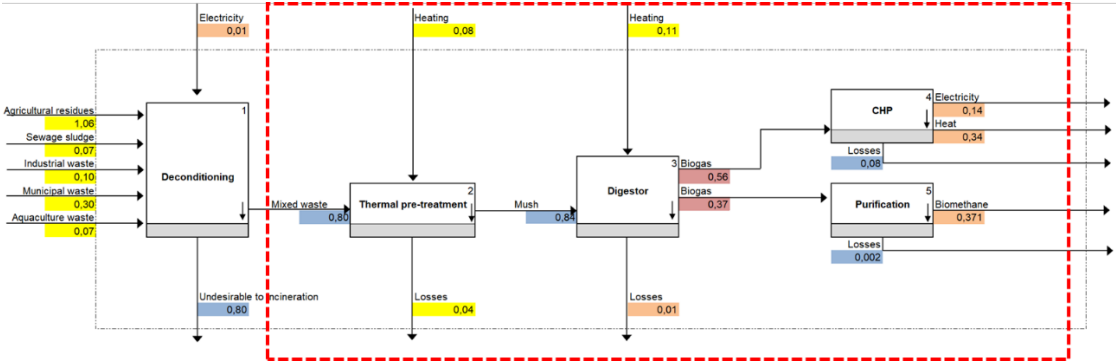 Electricity
0,01
Heating
0,08
Heating
0,11
Agricultural residues
1,06
Sewage sludge
0,07
Industrial waste
0,10
Municipal waste
0,30
Aquaculture waste
0,07
1
Deconditioning
Undesirable to incineration
0,80
Mixed waste
0,80
2
Thermal pre-treatment
Losses
0,04
Mush
0,84
3
Digestor
Losses
0,01
Biogas
0,56
Biogas
0,37
4
CHP
Electricity
0,14
Heat
0,34
Losses
0,08
5
Purification
Biomethane
0,371
Losses
0,002